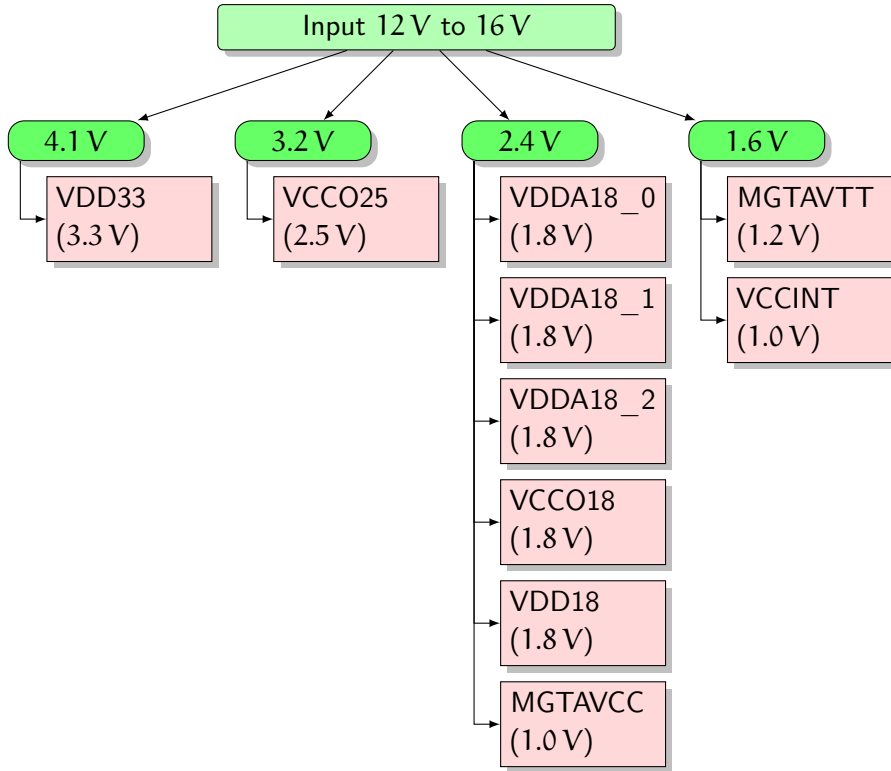 Input 12 V to 16 V
4.1 V
3.2 V
2.4 V
1.6 V
VDD33
(3.3 V)
VCCO25
(2.5 V)
VDDA18_0
(1.8 V)
VDDA18_1
(1.8 V)
VDDA18_2
(1.8 V)
VCCO18
(1.8 V)
VDD18
(1.8 V)
MGTAVCC
(1.0 V)
MGTAVTT
(1.2 V)
VCCINT
(1.0 V)